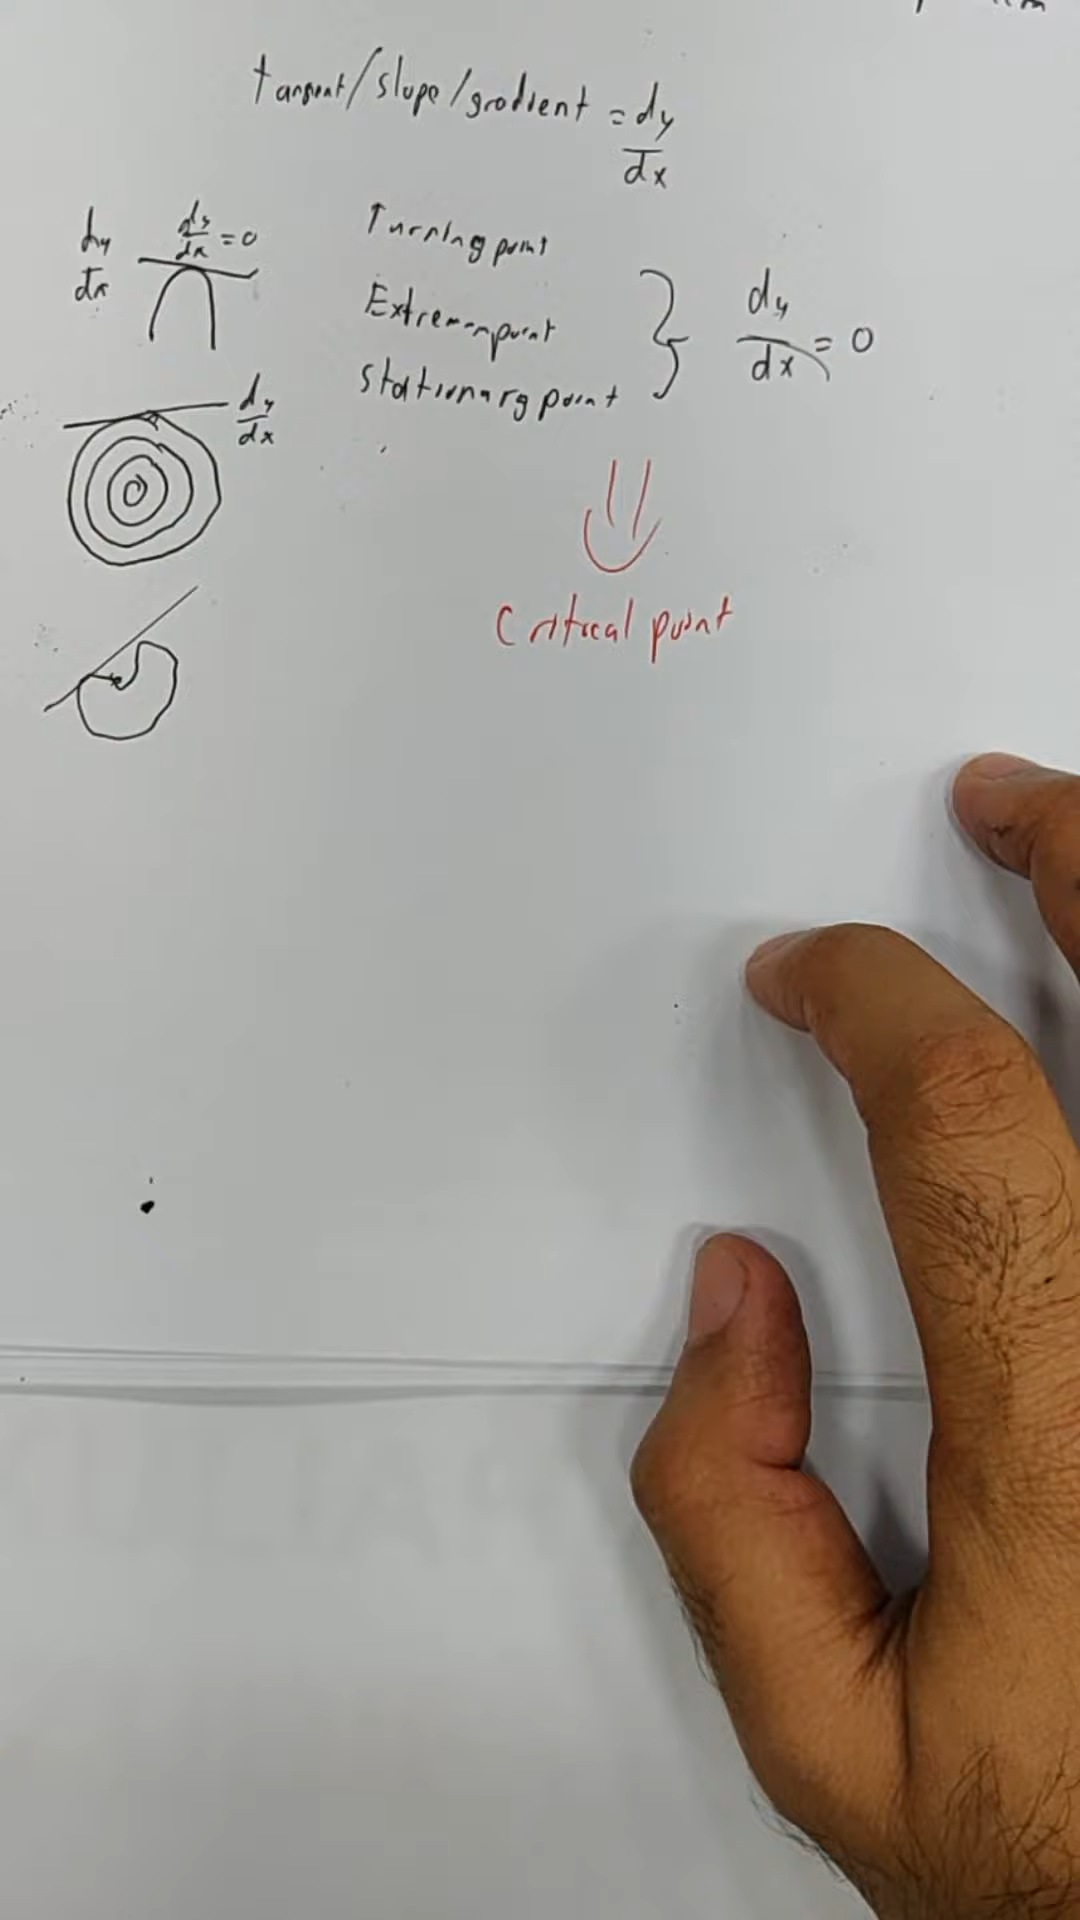 tangent/slope/gradient = dy/dx
dy/dx
dy/dx = 0
Turning point
Extremum point
stationary point
dy/dx = 0
dy/dx
Critical point